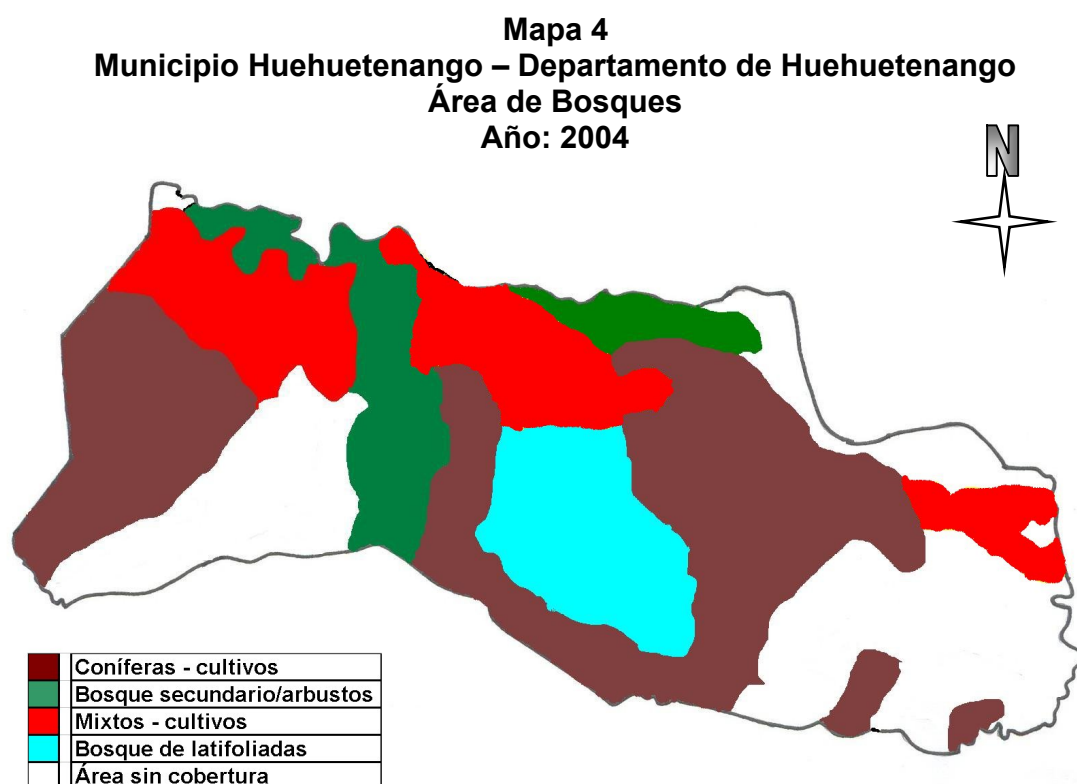 Mapa 4
Municipio Huehuetenango – Departamento de Huehuetenango
Área de Bosques
Año: 2004
N
Coníferas - cultivos
Bosque secundario/arbustos
Mixtos - cultivos
Bosque de latifoliadas
Área sin cobertura